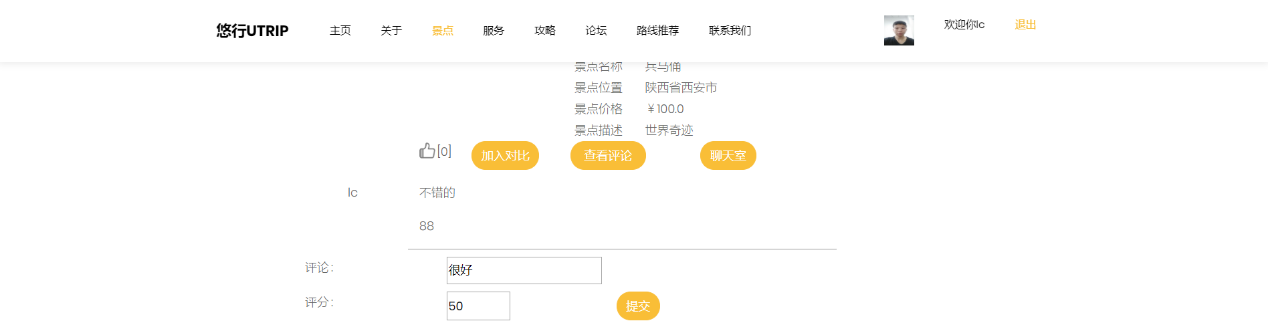 悠行UTRIP 主页 关于 景点 服务 攻略 论坛 路线推荐 联系我们 欢迎你lc 退出
景点名称 兵马俑
景点位置 陕西省西安市
景点价格 ￥100.0
景点描述 世界奇迹
[0] 加入对比 查看评论 聊天室
lc 不错的
88
评论: 很好
评分: 50 提交